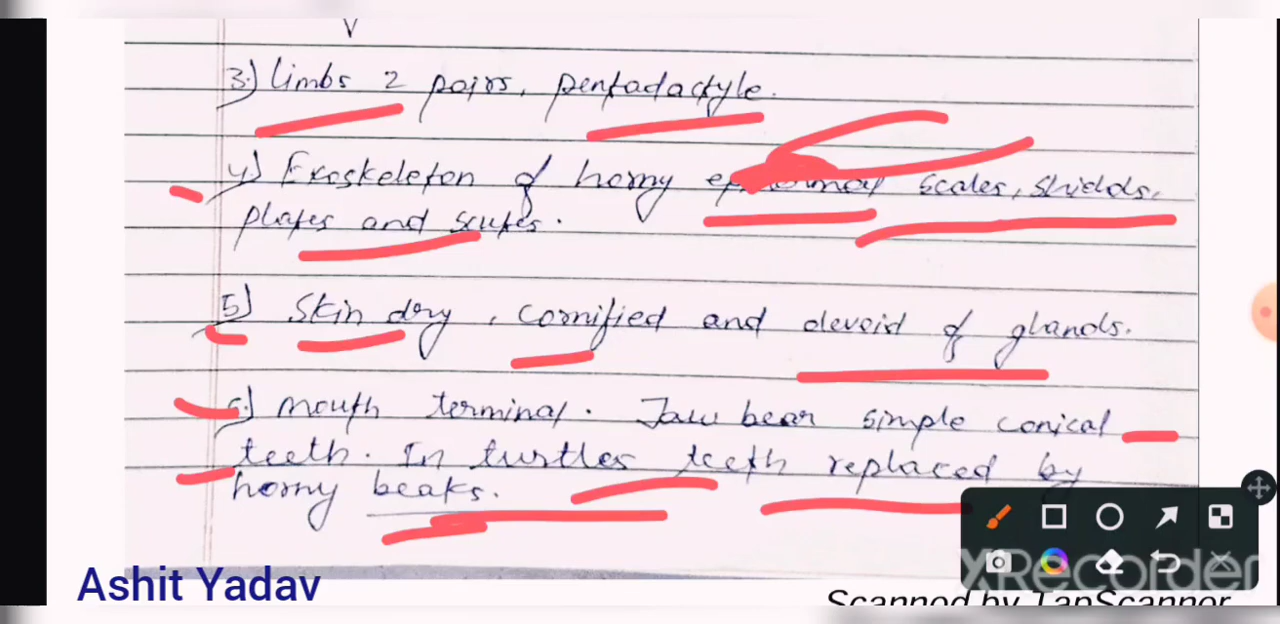 3.) Limbs 2 pairs, pentadactyle.
4) Exoskeleton of horny scales, shields,
plates and scutes.
5) Skin dry, cornified and devoid of glands.
6) Mouth terminal. Jaw bear simple conical
teeth. In turtles teeth replaced by
horny beaks.
XRecorder
Ashit Yadav
Scanned by TapScanner